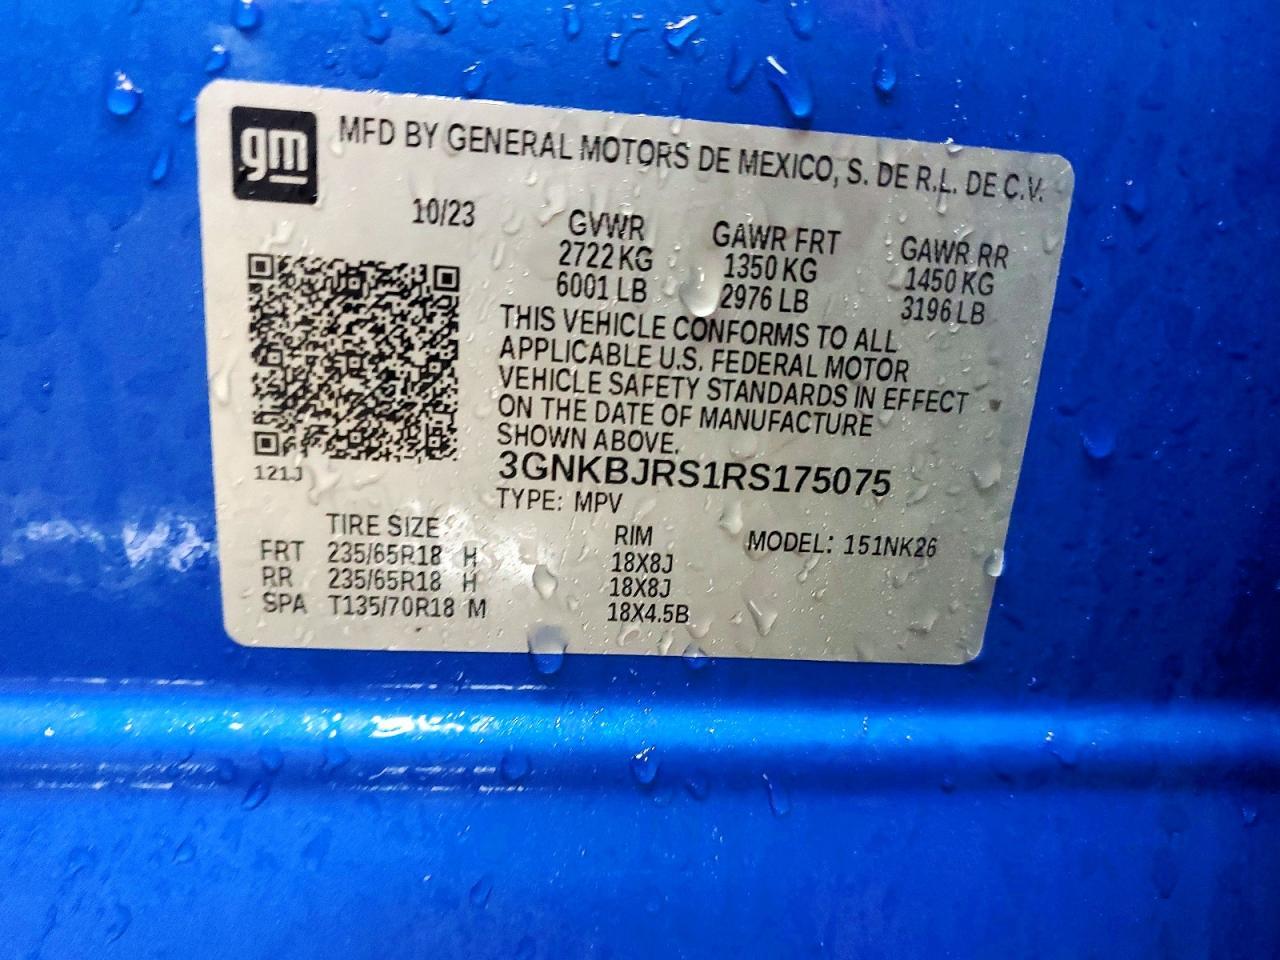 gm
MFD BY GENERAL MOTORS DE MEXICO, S. DE R.L. DE C.V.
10/23
GVWR GAWR FRT GAWR RR
2722 KG 1350 KG 1450 KG
6001 LB 2976 LB 3196 LB
THIS VEHICLE CONFORMS TO ALL
APPLICABLE U.S. FEDERAL MOTOR
VEHICLE SAFETY STANDARDS IN EFFECT
ON THE DATE OF MANUFACTURE
SHOWN ABOVE.
121J
3GNKBJRS1RS175075
TYPE: MPV
TIRE SIZE RIM MODEL: 151NK26
FRT 235/65R18 H 18X8J
RR 235/65R18 H 18X8J
SPA T135/70R18 M 18X4.5B